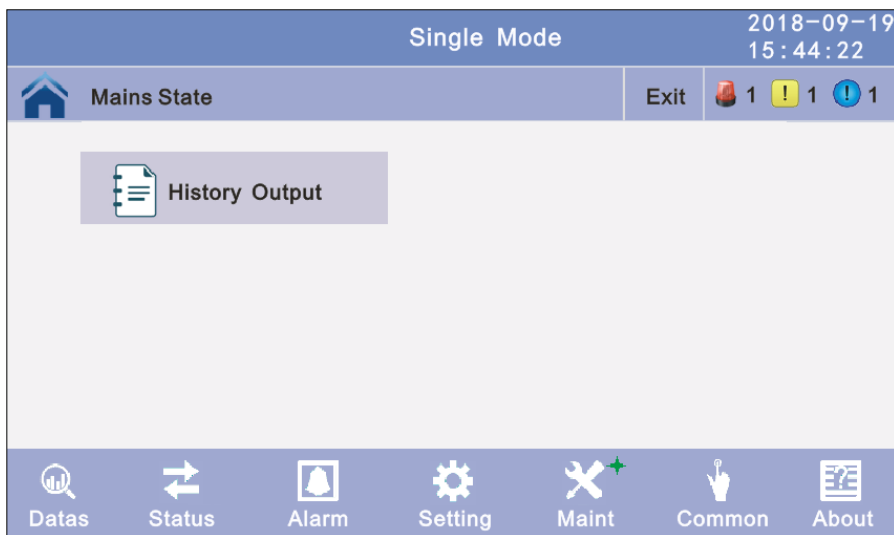 Single Mode
2018-09-19
15:44:22
Mains State
Exit
1
! 1
! 1
History Output
Datas
Status
Alarm
Setting
Maint
Common
About